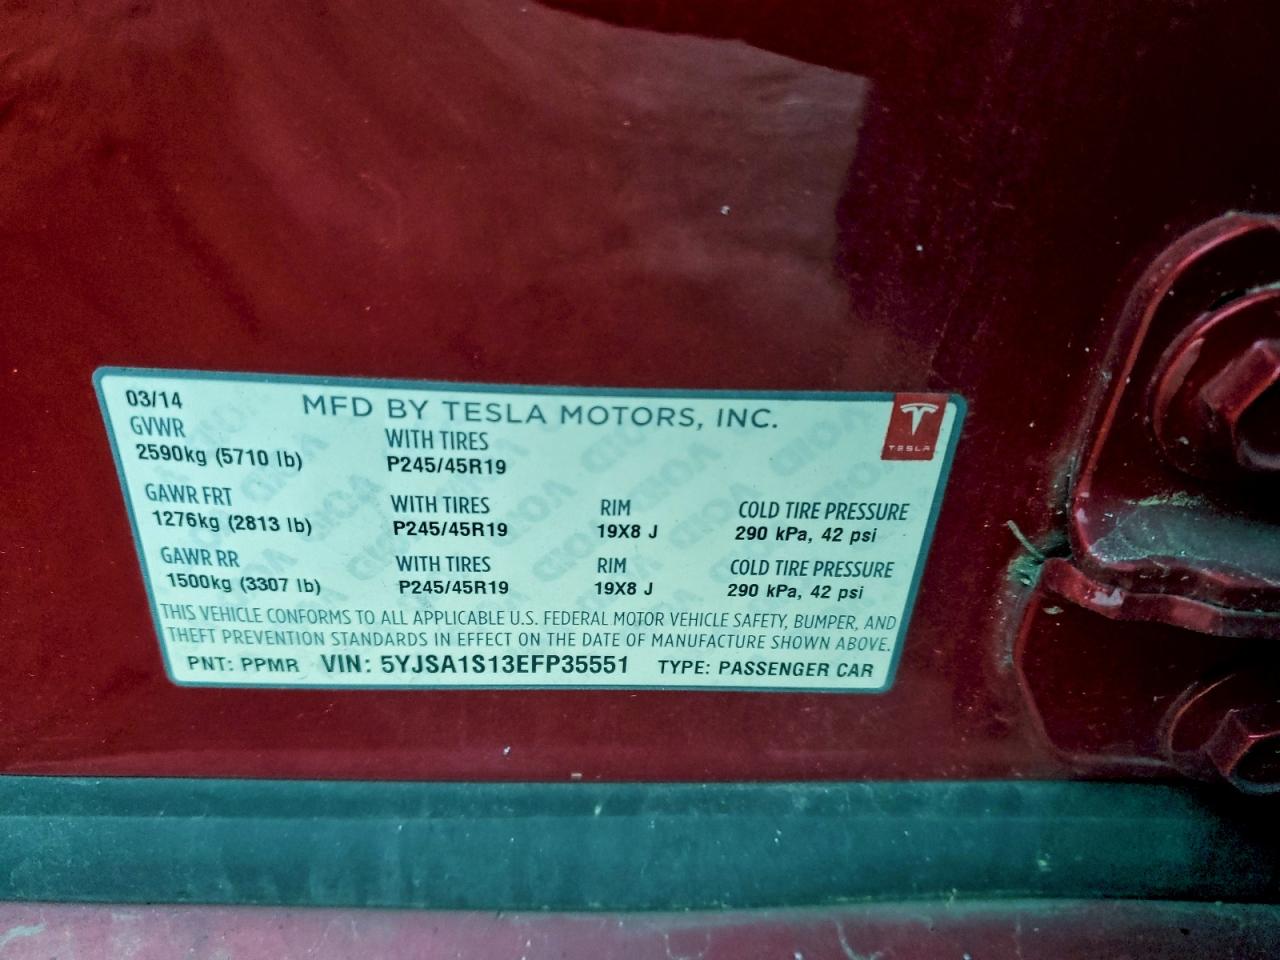 03/14
MFD BY TESLA MOTORS, INC.
TESLA
GVWR
2590kg (5710 lb)
WITH TIRES
P245/45R19
GAWR FRT
1276kg (2813 lb)
WITH TIRES
P245/45R19
RIM
19X8 J
COLD TIRE PRESSURE
290 kPa, 42 psi
GAWR RR
1500kg (3307 lb)
WITH TIRES
P245/45R19
RIM
19X8 J
COLD TIRE PRESSURE
290 kPa, 42 psi
THIS VEHICLE CONFORMS TO ALL APPLICABLE U.S. FEDERAL MOTOR VEHICLE SAFETY, BUMPER, AND
THEFT PREVENTION STANDARDS IN EFFECT ON THE DATE OF MANUFACTURE SHOWN ABOVE.
PNT: PPMR VIN: 5YJSA1S13EFP35551 TYPE: PASSENGER CAR